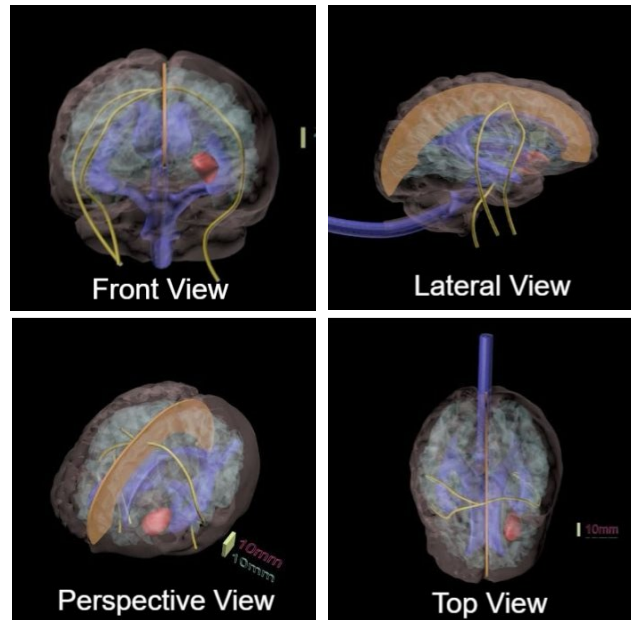 Front View
Lateral View
10mm
10mm
Perspective View
10mm
Top View